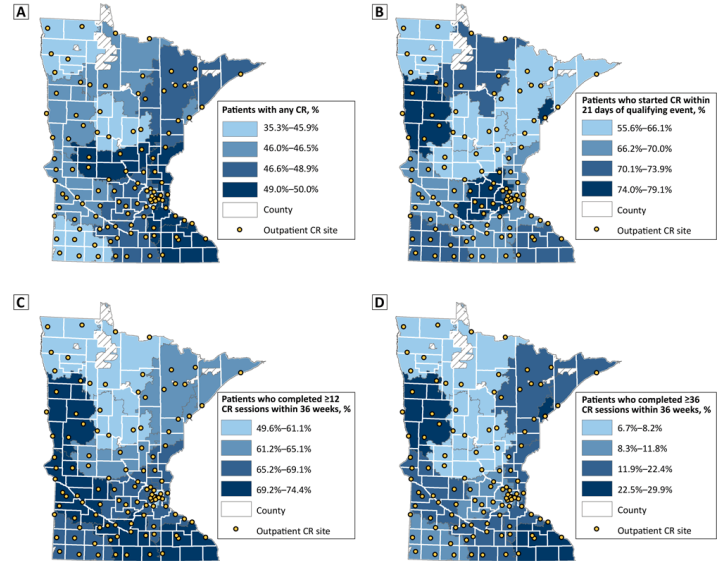 A
Patients with any CR, %
35.3%–45.9%
46.0%–46.5%
46.6%–48.9%
49.0%–50.0%
County
Outpatient CR site
B
Patients who started CR within
21 days of qualifying event, %
55.6%–66.1%
66.2%–70.0%
70.1%–73.9%
74.0%–79.1%
County
Outpatient CR site
C
Patients who completed ≥12
CR sessions within 36 weeks, %
49.6%–61.1%
61.2%–65.1%
65.2%–69.1%
69.2%–74.4%
County
Outpatient CR site
D
Patients who completed ≥36
CR sessions within 36 weeks, %
6.7%–8.2%
8.3%–11.8%
11.9%–22.4%
22.5%–29.9%
County
Outpatient CR site